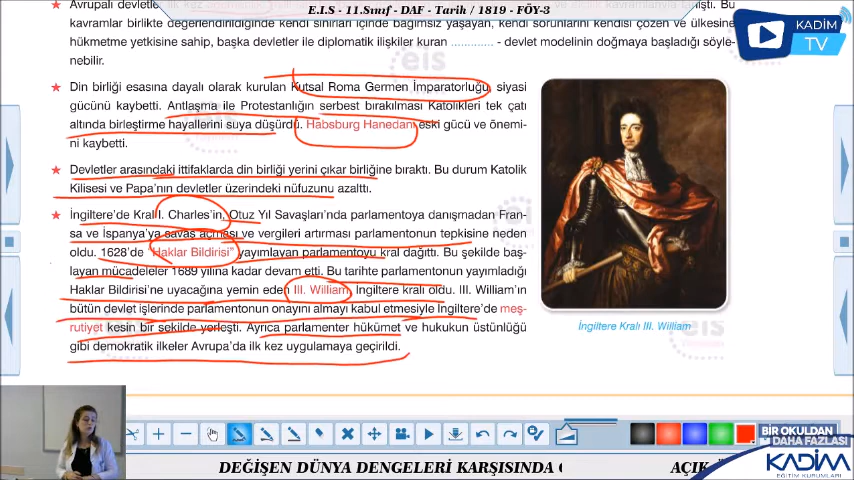 E.I.S - 11.Sınıf - DAF - Tarih / 1819 - FÖY-3
KADİM
TV
Avrupalı devletle
kavramlar birlikte değerlendirildiğinde kendi sınırları içinde bağımsız yaşayan, kendi sorunlarını kendisi çözen ve ülkesine
hükmetme yetkisine sahip, başka devletler ile diplomatik ilişkiler kuran ............. - devlet modelinin doğmaya başladığı söyle-
nebilir.
★ Din birliği esasına dayalı olarak kurulan Kutsal Roma Germen İmparatorluğu, siyasi
gücünü kaybetti. Antlaşma ile Protestanlığın serbest bırakılması Katolikleri tek çatı
altında birleştirme hayallerini suya düşürdü. Habsburg Hanedanı eski gücü ve önemi-
ni kaybetti.
★ Devletler arasındaki ittifaklarda din birliği yerini çıkar birliğine bıraktı. Bu durum Katolik
Kilisesi ve Papa'nın devletler üzerindeki nüfuzunu azalttı.
★ İngiltere'de Kral I. Charles'in, Otuz Yıl Savaşları'nda parlamentoya danışmadan Fran-
sa ve İspanya'ya savaş açması ve vergileri artırması parlamentonun tepkisine neden
oldu. 1628'de "Haklar Bildirisi" yayımlayan parlamentoyu kral dağıttı. Bu şekilde baş-
layan mücadeleler 1689 yılına kadar devam etti. Bu tarihte parlamentonun yayımladığı
Haklar Bildirisi'ne uyacağına yemin eden III. William İngiltere kralı oldu. III. William'ın
bütün devlet işlerinde parlamentonun onayını almayı kabul etmesiyle İngiltere'de meş-
rutiyet kesin bir şekilde yerleşti. Ayrıca parlamenter hükümet ve hukukun üstünlüğü
gibi demokratik ilkeler Avrupa'da ilk kez uygulamaya geçirildi.
İngiltere Kralı III. William
eis
eis
eis
BİR OKULDAN
DAHA FAZLASI
KADİM
EĞİTİM KURUMLARI
DEĞİŞEN DÜNYA DENGELERİ KARŞISINDA
AÇIK